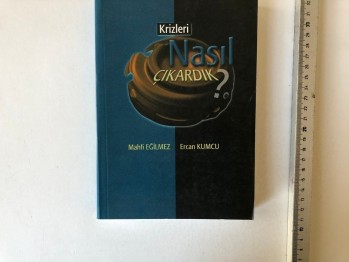 Krizleri
Nasıl
ÇIKARDIK
?
Mahfi EĞİLMEZ Ercan KUMCU